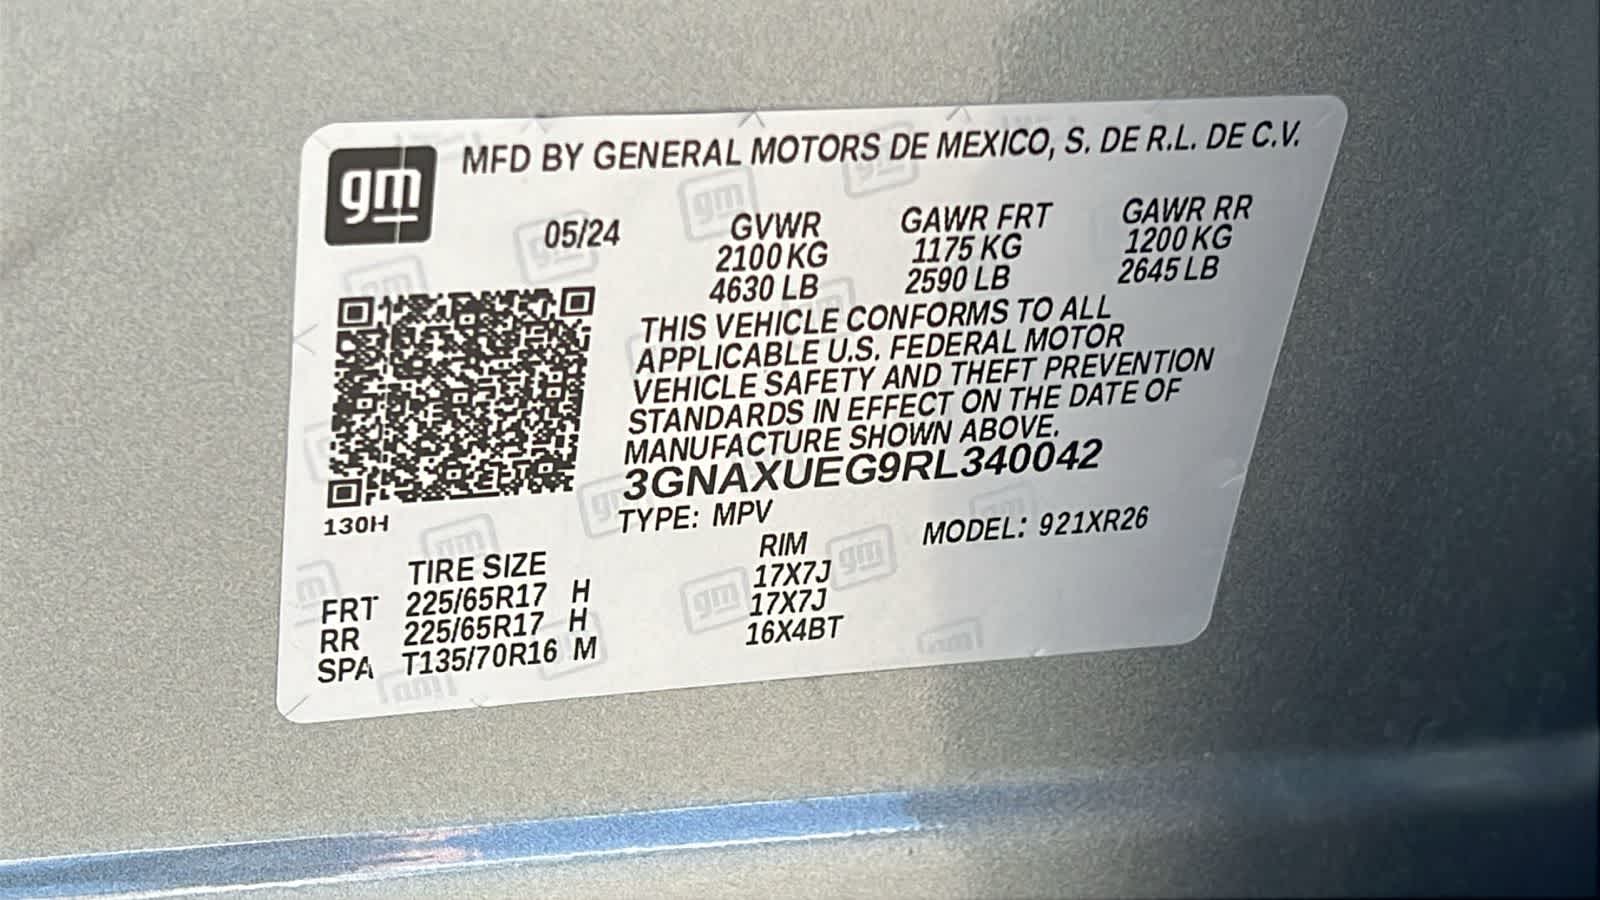 gm
MFD BY GENERAL MOTORS DE MEXICO, S. DE R.L. DE C.V.
05/24
GVWR GAWR FRT GAWR RR
2100 KG 1175 KG 1200 KG
4630 LB 2590 LB 2645 LB
THIS VEHICLE CONFORMS TO ALL
APPLICABLE U.S. FEDERAL MOTOR
VEHICLE SAFETY AND THEFT PREVENTION
STANDARDS IN EFFECT ON THE DATE OF
MANUFACTURE SHOWN ABOVE.
3GNAXUEG9RL340042
130H
TYPE: MPV MODEL: 921XR26
TIRE SIZE RIM
FRT 225/65R17 H 17X7J
RR 225/65R17 H 17X7J
SPA T135/70R16 M 16X4BT